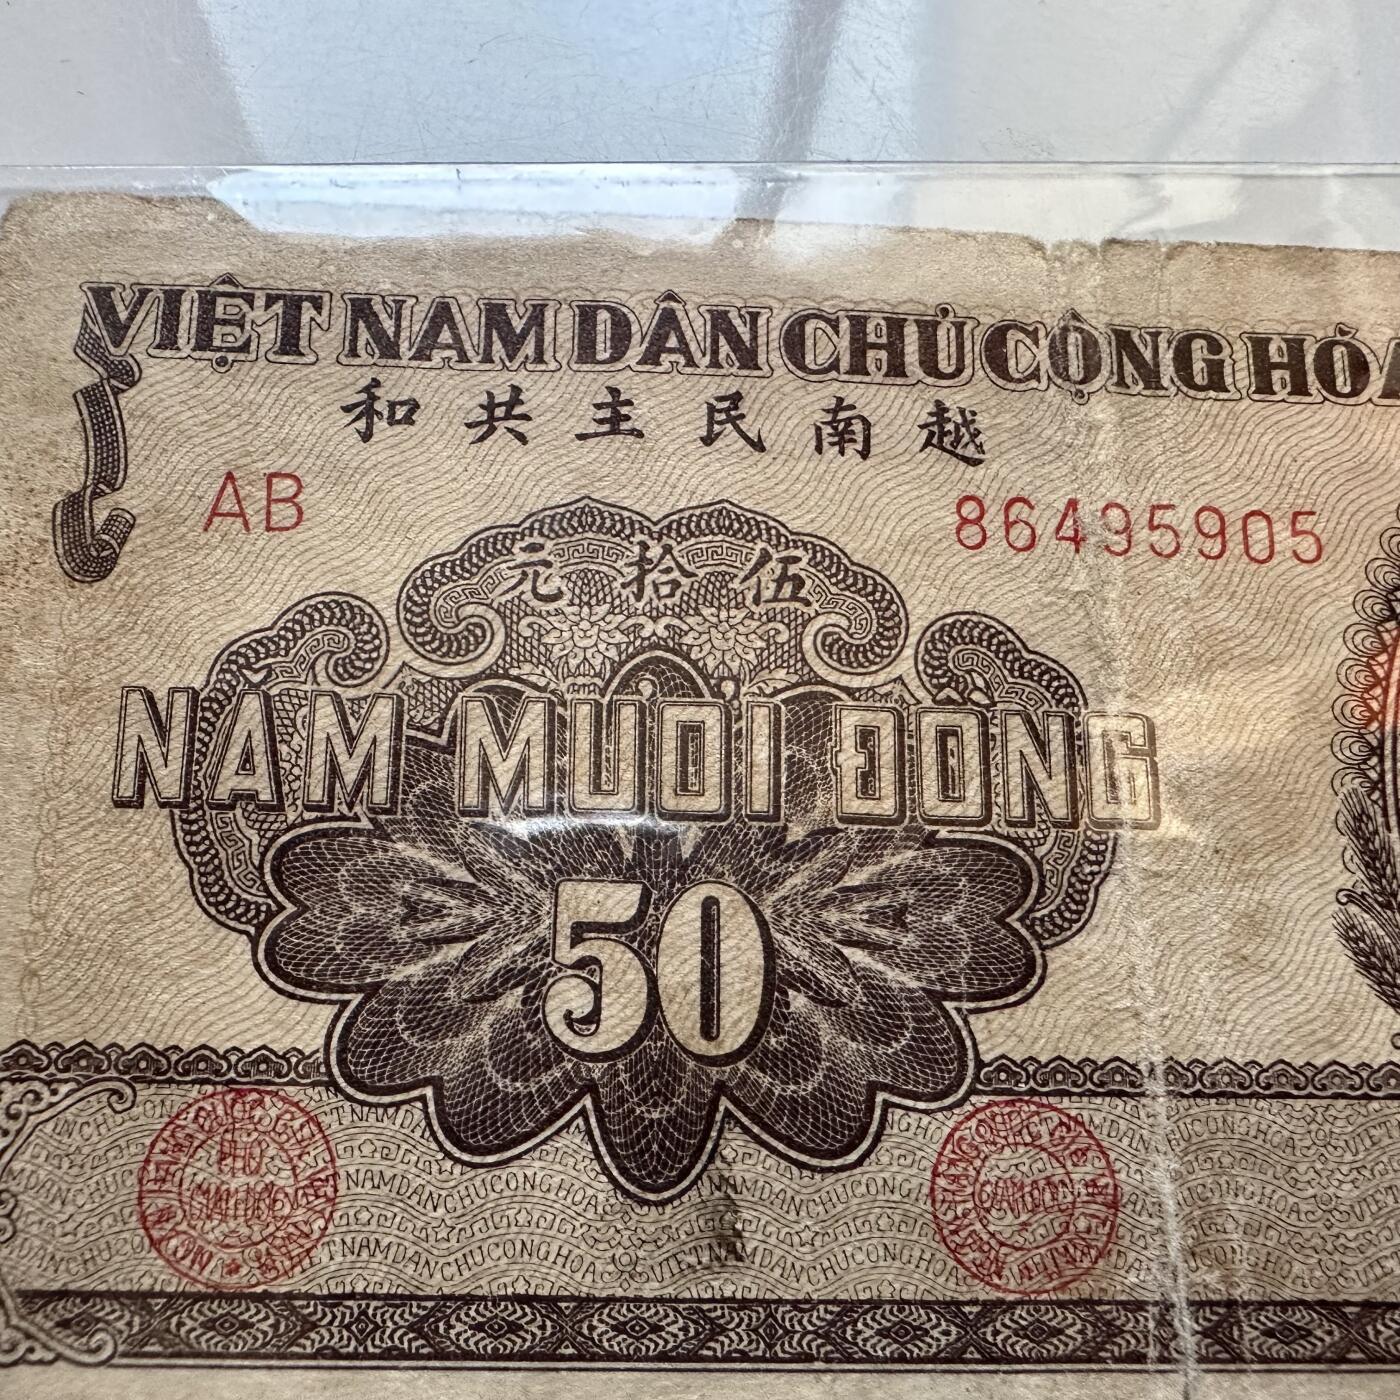 VIỆT NAM DÂN CHỦ CỘNG HÒA
越南民主共和
AB
86495905
伍拾元
NĂM MƯƠI ĐỒNG
50
VIETNAMDANCHUCONGHOA